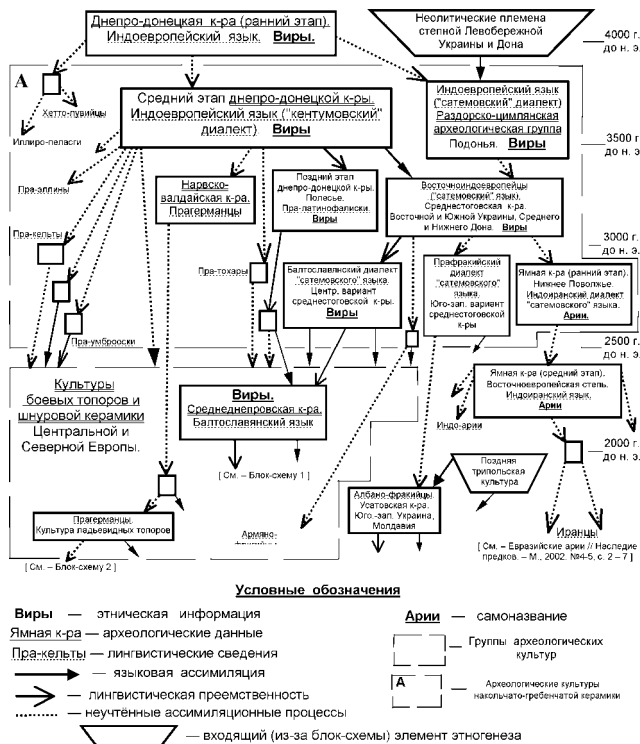 Днепро-донецкая к-ра (ранний этап).
Индоевропейский язык. Виры.
Неолитические племена
степной Левобережной
Украины и Дона
4000 г.
до н. э.
А
Хетто-лувийцы
Иллиро-пеласги
Средний этап днепро-донецкой к-ры.
Индоевропейский язык ("кентумовский"
диалект). Виры
Индоевропейский язык
("сатемовский" диалект)
Раздорско-цимлянская
археологическая группа
Подонья. Виры
3500 г.
до н. э.
Пра-эллины
Нарвско-
валдайская к-ра.
Прагерманцы
Поздний этап
днепро-донецкой к-ры.
Полесье.
Пра-латинофалиски.
Виры
Восточноиндоевропейцы
("сатемовский" язык).
Среднестоговская к-ра.
Восточной и Южной Украины, Среднего
и Нижнего Дона. Виры
3000 г.
до н. э.
Пра-кельты
Пра-тохары
Балтославянский диалект
"сатемовского" языка.
Центр. вариант
среднестоговской к-ры.
Виры
Прафракийский
диалект
"сатемовского"
языка.
Юго-зап. вариант
среднестоговской
к-ры
Ямная к-ра (ранний этап).
Нижнее Поволжье.
Индоиранский диалект
"сатемовского" языка.
Арии.
Пра-умброоски
2500 г.
до н. э.
Культуры
боевых топоров и
шнуровой керамики
Центральной и
Северной Европы.
Виры.
Среднеднепровская к-ра.
Балтославянский язык
Ямная к-ра (средний этап).
Восточноевропейская степь.
Индоиранский язык.
Арии
Индо-арии
2000 г.
до н. э.
[ См. – Блок-схему 1 ]
Поздняя
трипольская
культура
Албано-фракийцы.
Усатовская к-ра.
Юго.-зап. Украина,
Молдавия
Прагерманцы.
Культура ладьевидных топоров
Армяно-
Иранцы
[ См. – Блок-схему 2 ]
[ См. – Евразийские арии // Наследие
предков. – М., 2002. №4-5, с. 2 – 7 ]
Условные обозначения
Виры — этническая информация
Ямная к-ра — археологические данные
Пра-кельты — лингвистические сведения
— языковая ассимиляция
— лингвистическая преемственность
— неучтённые ассимиляционные процессы
— входящий (из-за блок-схемы) элемент этногенеза
Арии — самоназвание
— Группы археологических
культур
А
— Археологические культуры
накольчато-гребенчатой керамики